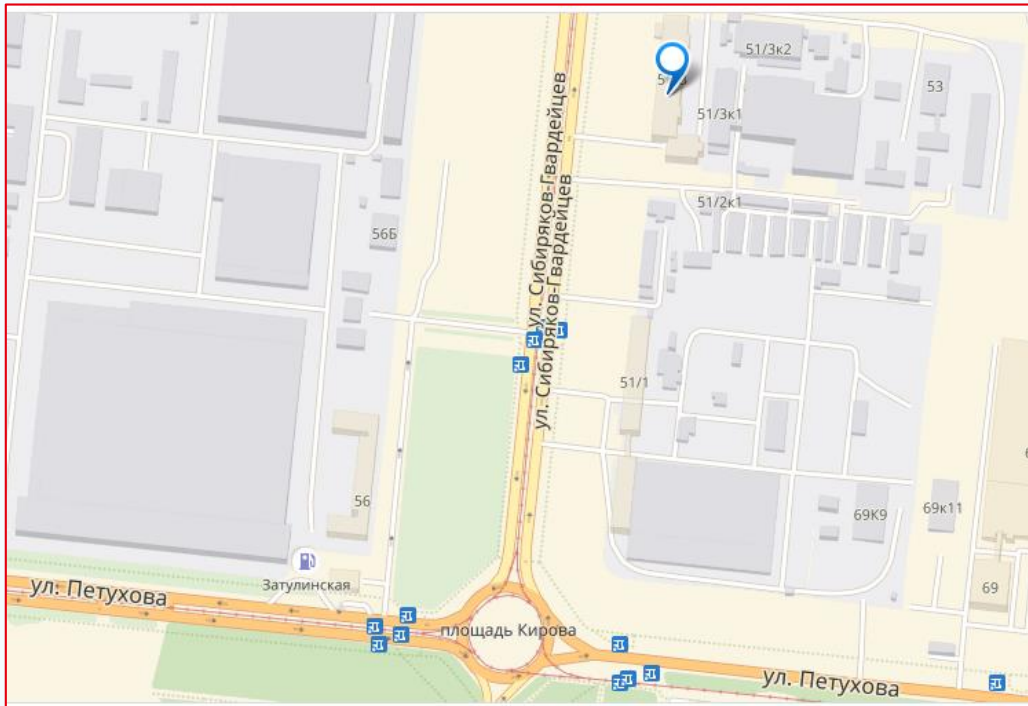 51/3к2
53
51/3к1
ул. Сибиряков-Гвардейцев
ул. Сибиряков-Гвардейцев
51/2к1
56Б
51/1
56
69К9
69к11
Затулинская
69
ул. Петухова
площадь Кирова
ул. Петухова